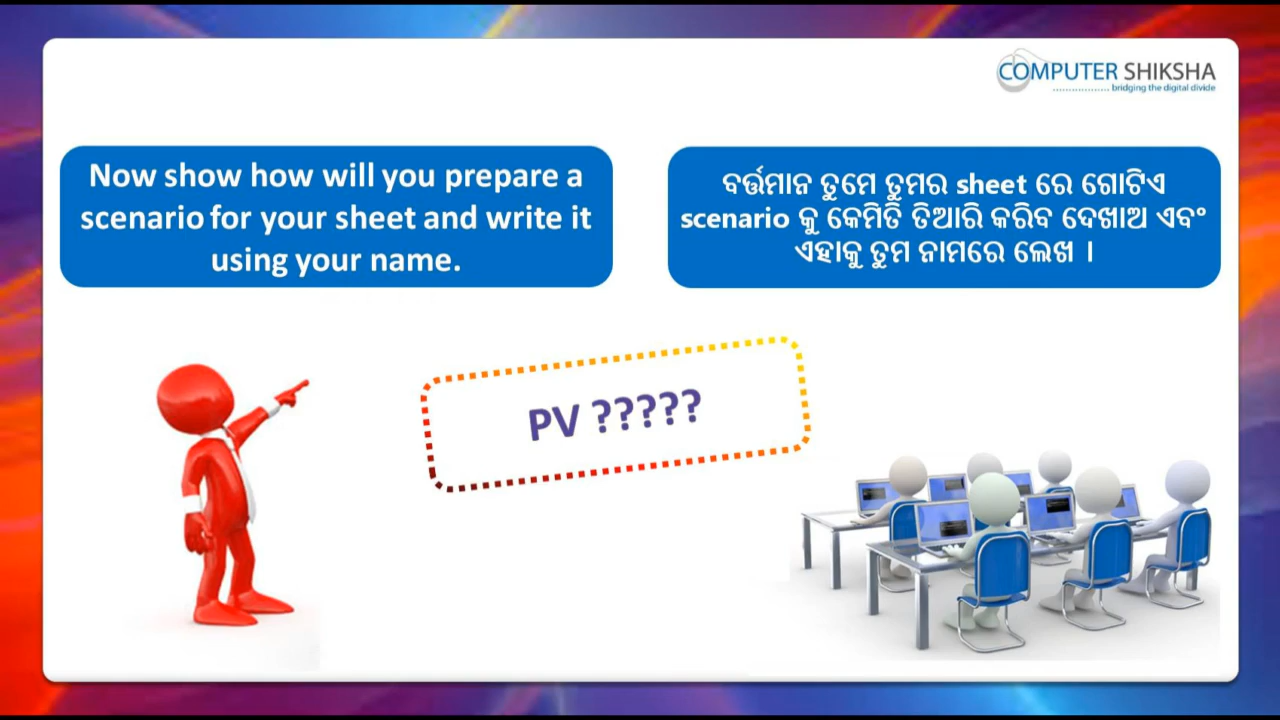 COMPUTER SHIKSHA
bridging the digital divide
Now show how will you prepare a
scenario for your sheet and write it
using your name.
ବର୍ତ୍ତମାନ ତୁମେ ତୁମର sheet ରେ ଗୋଟିଏ
scenario କୁ କେମିତି ତିଆରି କରିବ ଦେଖାଅ ଏବଂ
ଏହାକୁ ତୁମ ନାମରେ ଲେଖ ।
PV ?????